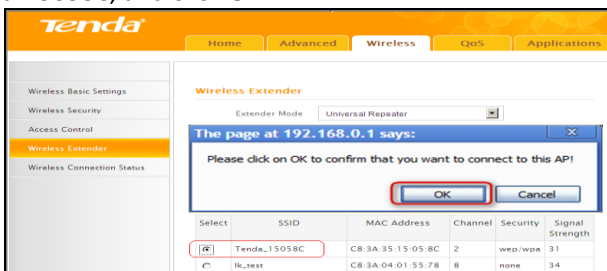 Tenda
Home Advanced Wireless QoS Applications
Wireless Basic Settings
Wireless Security
Access Control
Wireless Extender
Wireless Connection Status
Wireless Extender
Extender Mode Universal Repeater
The page at 192.168.0.1 says:
Please click on OK to confirm that you want to connect to this AP!
OK Cancel
Select SSID MAC Address Channel Security Signal Strength
Tenda_15058C C8:3A:35:15:05:8C 2 wep/wpa 31
lk_test C8:3A:04:01:55:78 8 none 34